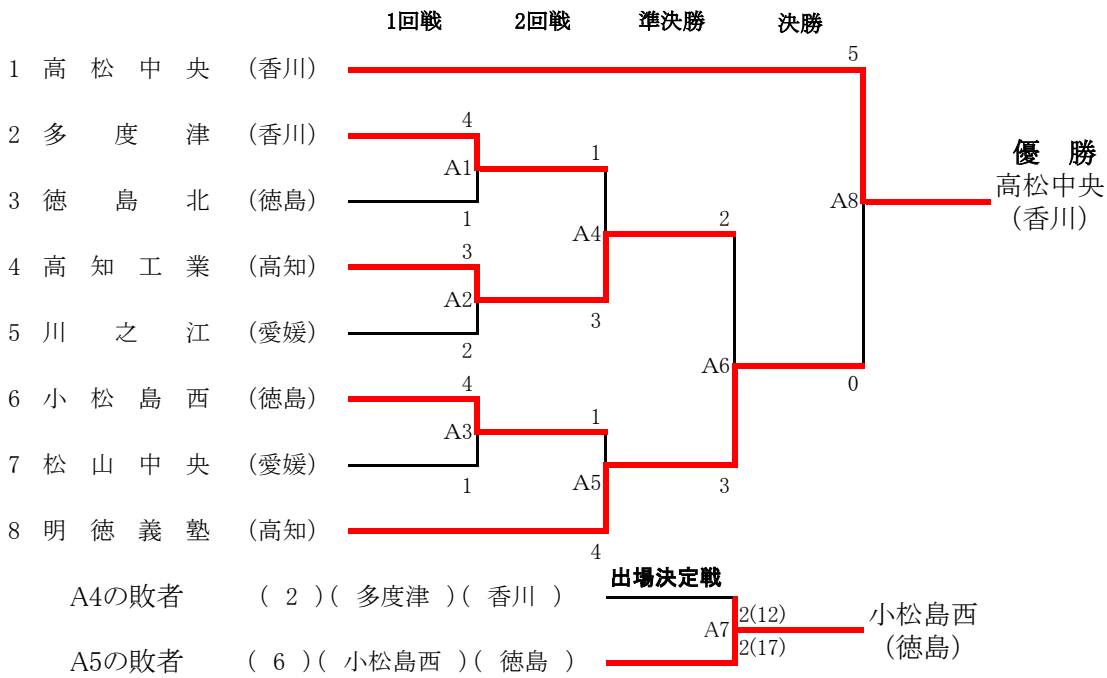 1回戦 2回戦 準決勝 決勝
5
1 高松中央 (香川)
4
2 多度津 (香川)
1
優 勝
A1
高松中央
3 徳島北 (徳島)
A8
(香川)
1
2
A4
3
4 高知工業 (高知)
A2
3
5 川之江 (愛媛)
2
A6
4
0
6 小松島西 (徳島)
1
A3
7 松山中央 (愛媛)
1
A5
3
8 明徳義塾 (高知)
4
出場決定戦
A4の敗者 ( 2 )( 多度津 )( 香川 )
2(12)
小松島西
A7
2(17)
(徳島)
A5の敗者 ( 6 )( 小松島西 )( 徳島 )